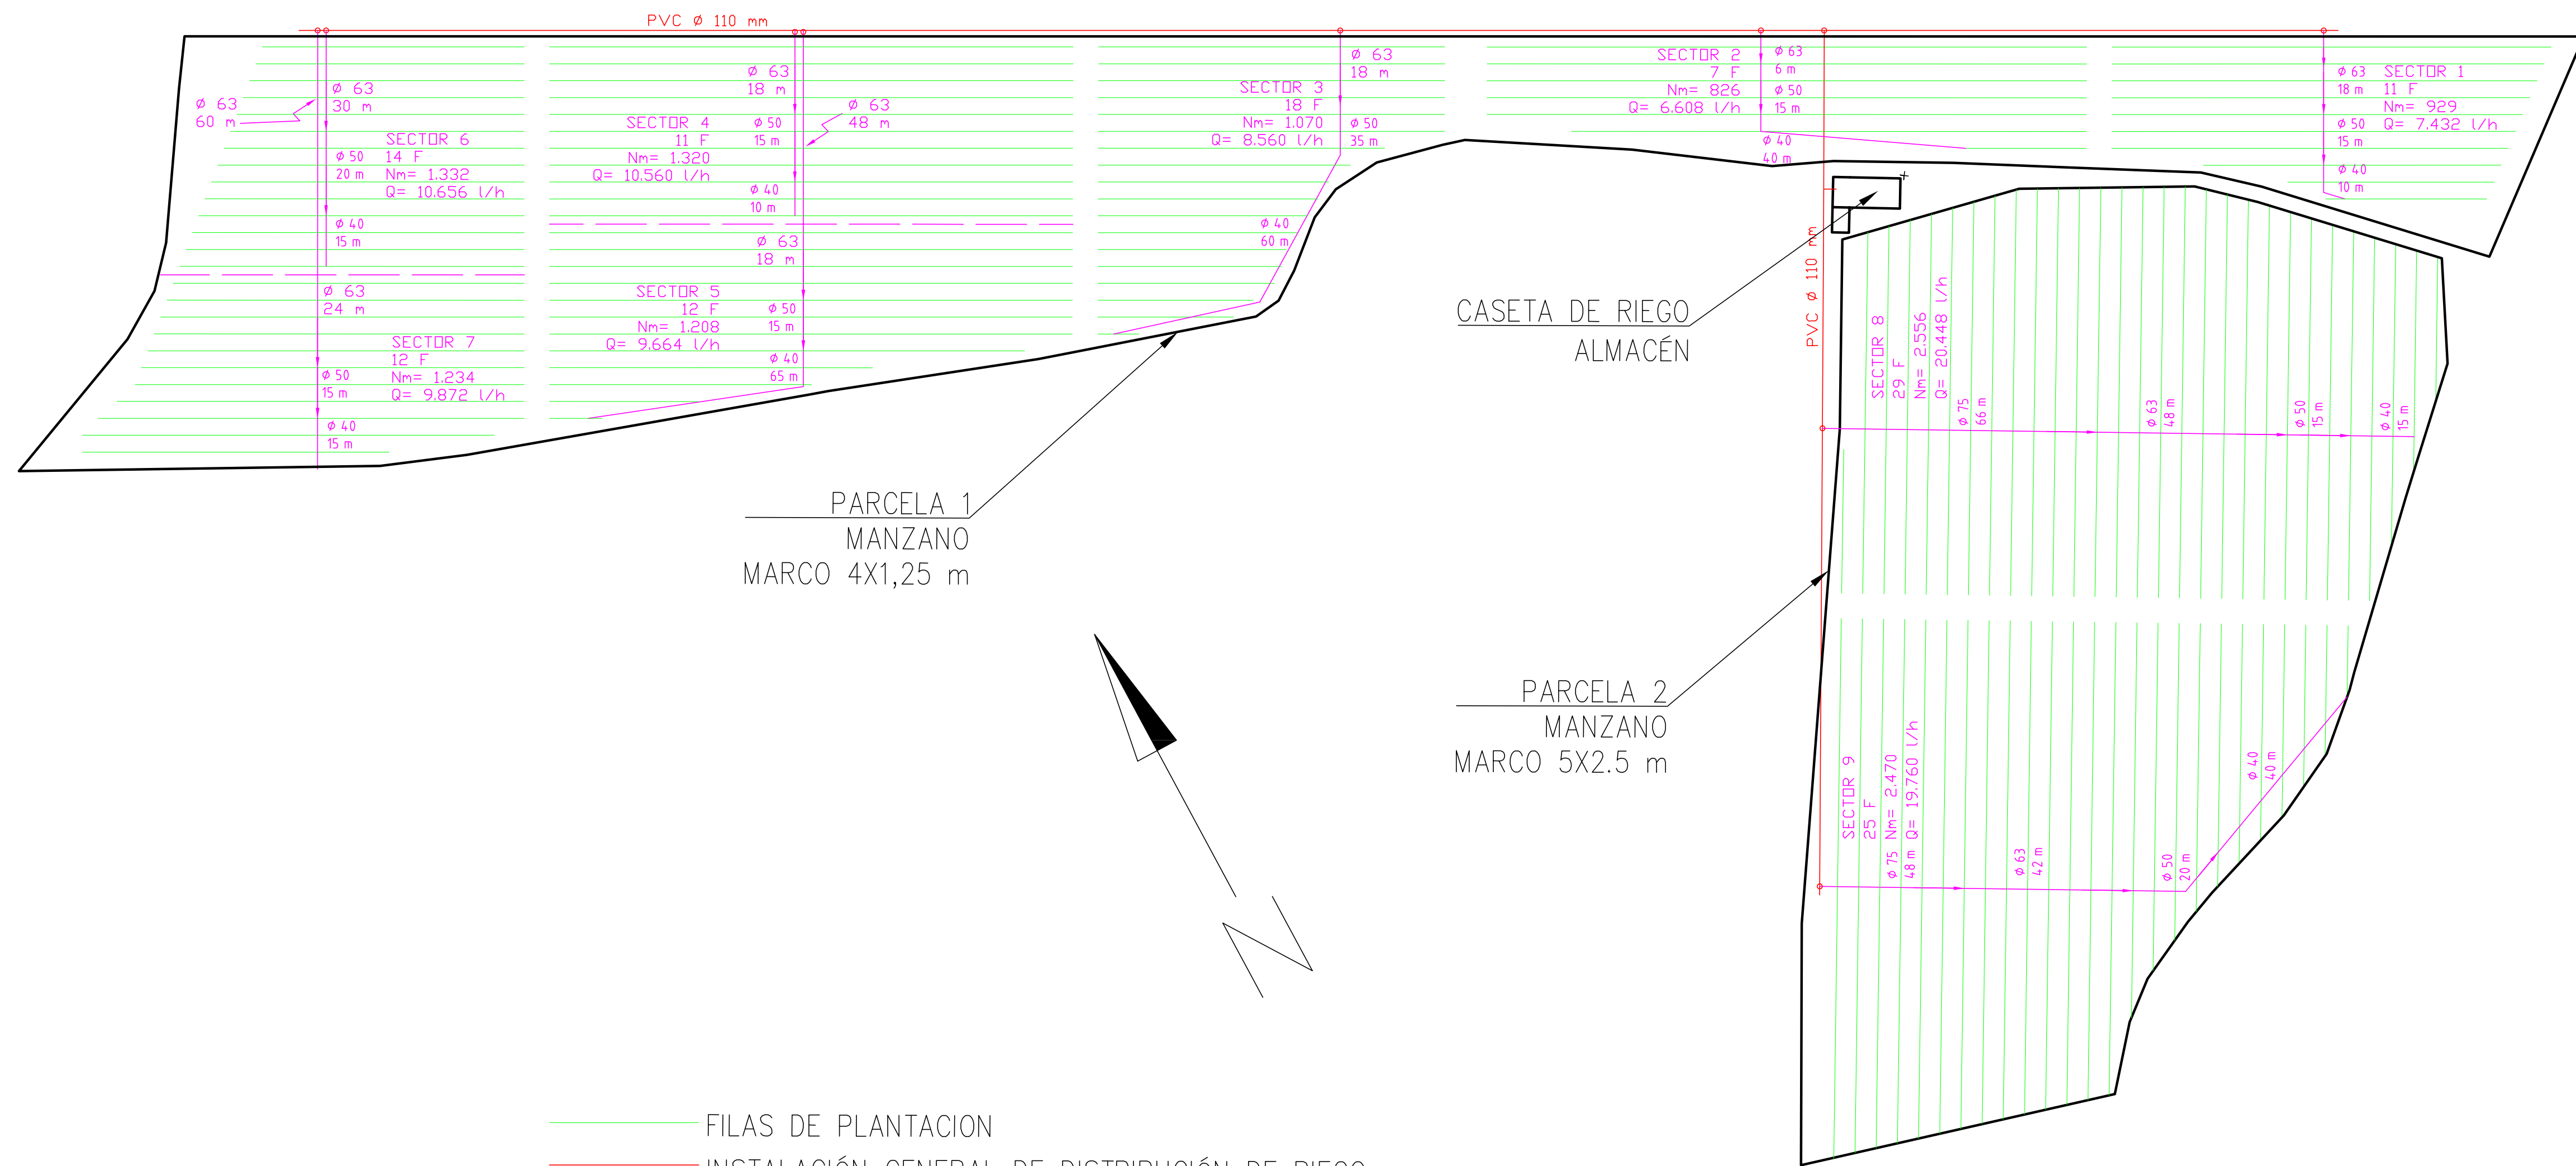 PVC Ø 110 mm
Ø 63
60 m
Ø 63
30 m
SECTOR 6
14 F
Nm= 1.332
Q= 10.656 l/h
Ø 50
20 m
Ø 40
15 m
Ø 63
24 m
SECTOR 7
12 F
Nm= 1.234
Q= 9.872 l/h
Ø 50
15 m
Ø 40
15 m
Ø 63
18 m
Ø 63
48 m
SECTOR 4
11 F
Nm= 1.320
Q= 10.560 l/h
Ø 50
15 m
Ø 40
10 m
Ø 63
18 m
SECTOR 5
12 F
Nm= 1.208
Q= 9.664 l/h
Ø 50
15 m
Ø 40
65 m
Ø 63
18 m
SECTOR 3
18 F
Nm= 1.070
Q= 8.560 l/h
Ø 50
35 m
Ø 40
60 m
SECTOR 2
7 F
Nm= 826
Q= 6.608 l/h
Ø 63
6 m
Ø 50
15 m
Ø 40
40 m
Ø 63
18 m
SECTOR 1
11 F
Nm= 929
Q= 7.432 l/h
Ø 50
15 m
Ø 40
10 m
CASETA DE RIEGO
ALMACÉN
PVC Ø 110 mm
SECTOR 8
29 F
Nm= 2.556
Q= 20.448 l/h
Ø 75
66 m
Ø 63
48 m
Ø 50
15 m
Ø 40
15 m
PARCELA 1
MANZANO
MARCO 4X1,25 m
PARCELA 2
MANZANO
MARCO 5X2.5 m
SECTOR 9
25 F
Nm= 2.470
Q= 19.760 l/h
Ø 75
48 m
Ø 63
42 m
Ø 50
20 m
Ø 40
40 m
N
FILAS DE PLANTACION
INSTALACIÓN GENERAL DE DISTRIBUCIÓN DE RIEGO